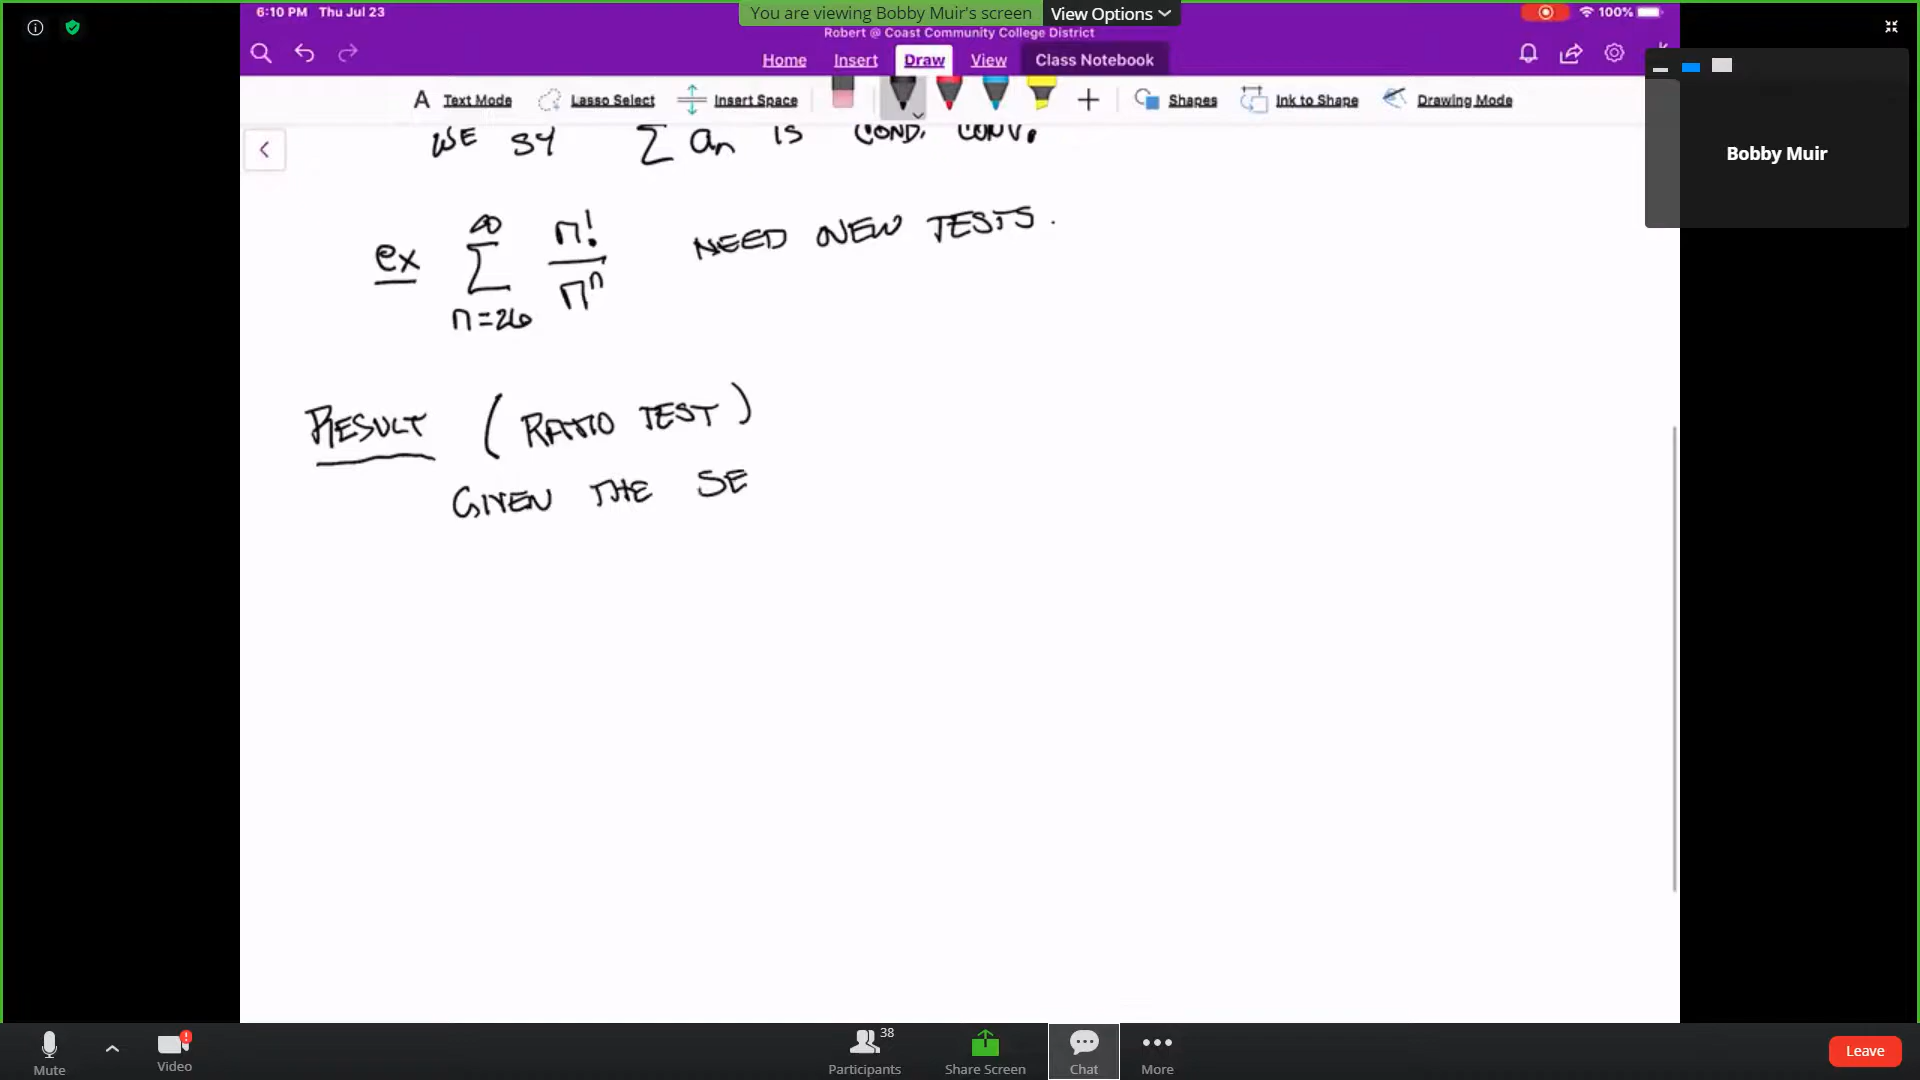 6:10 PM Thu Jul 23
You are viewing Bobby Muir's screen
View Options
100%
Robert @ Coast Community College District
Home
Insert
Draw
View
Class Notebook
A Text Mode
Lasso Select
Insert Space
Shapes
Ink to Shape
Drawing Mode
Bobby Muir
WE SY Σ an IS COND. CONV.
ex ∞ Σ n=26 n! / n^n NEED NEW TESTS.
RESULT (RATIO TEST)
GIVEN THE SE
Mute
Video
Participants
38
Share Screen
Chat
More
Leave